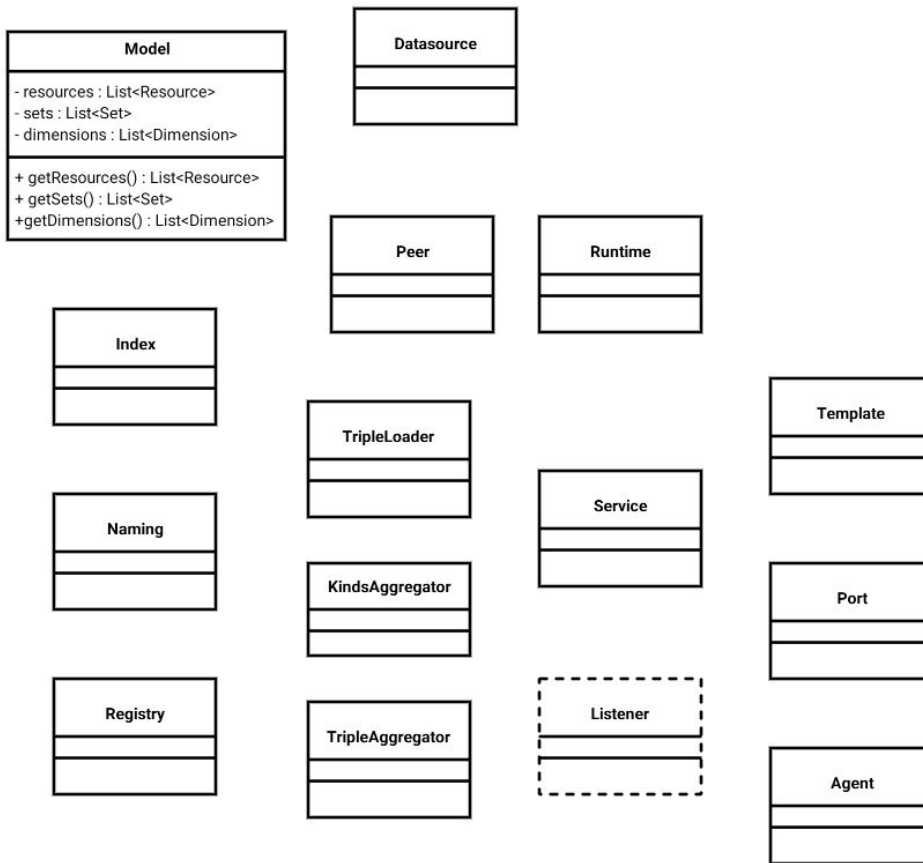 Model
- resources : List<Resource>
- sets : List<Set>
- dimensions : List<Dimension>
+ getResources() : List<Resource>
+ getSets() : List<Set>
+getDimensions() : List<Dimension>
Datasource
Peer
Runtime
Index
TripleLoader
Template
Naming
Service
KindsAggregator
Port
Registry
TripleAggregator
Listener
Agent